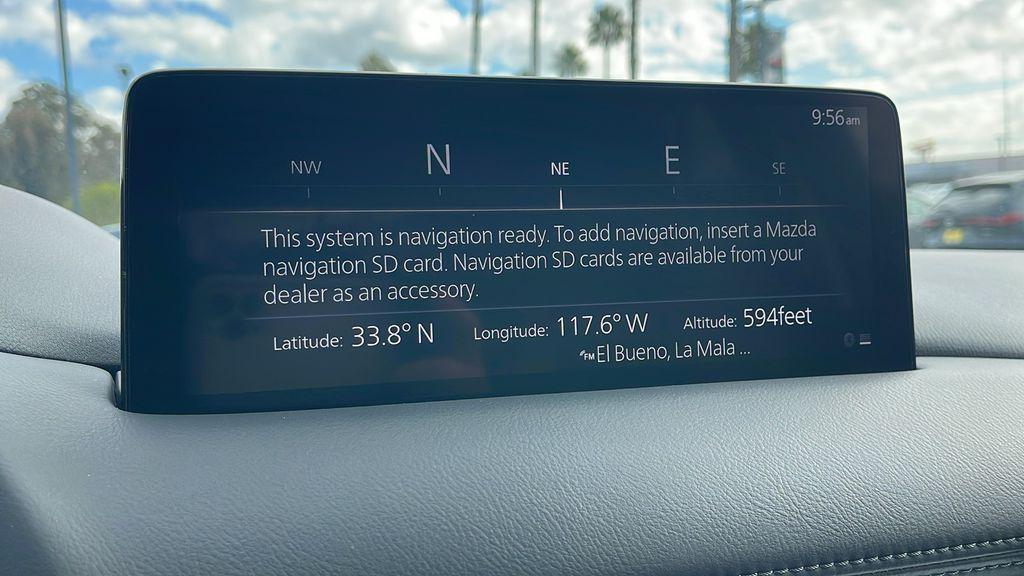 9:56am
NW N NE E SE
This system is navigation ready. To add navigation, insert a Mazda
navigation SD card. Navigation SD cards are available from your
dealer as an accessory.
Latitude: 33.8° N Longitude: 117.6° W Altitude: 594feet
FM El Bueno, La Mala ...